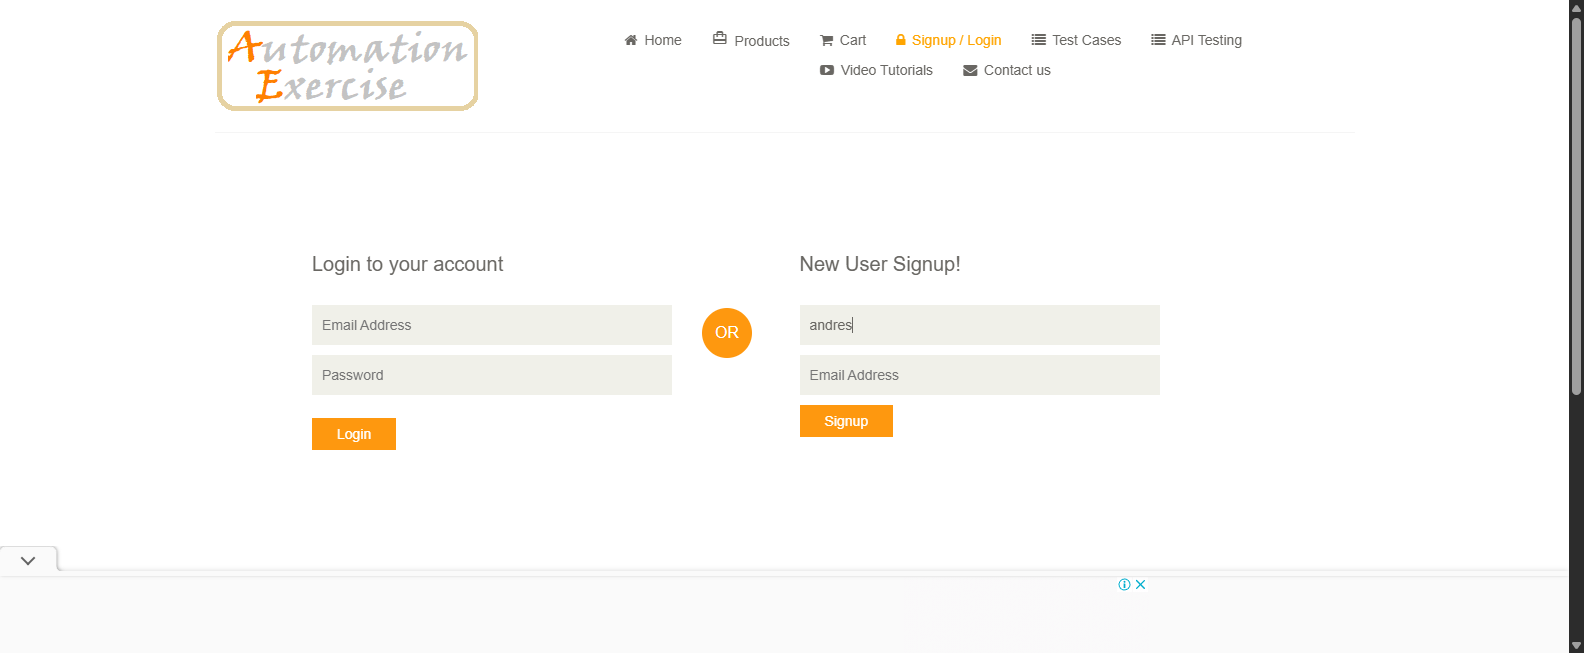 Automation
Exercise
Home
Products
Cart
Signup / Login
Test Cases
API Testing
Video Tutorials
Contact us
Login to your account
Email Address
Password
Login
OR
New User Signup!
andres
Email Address
Signup